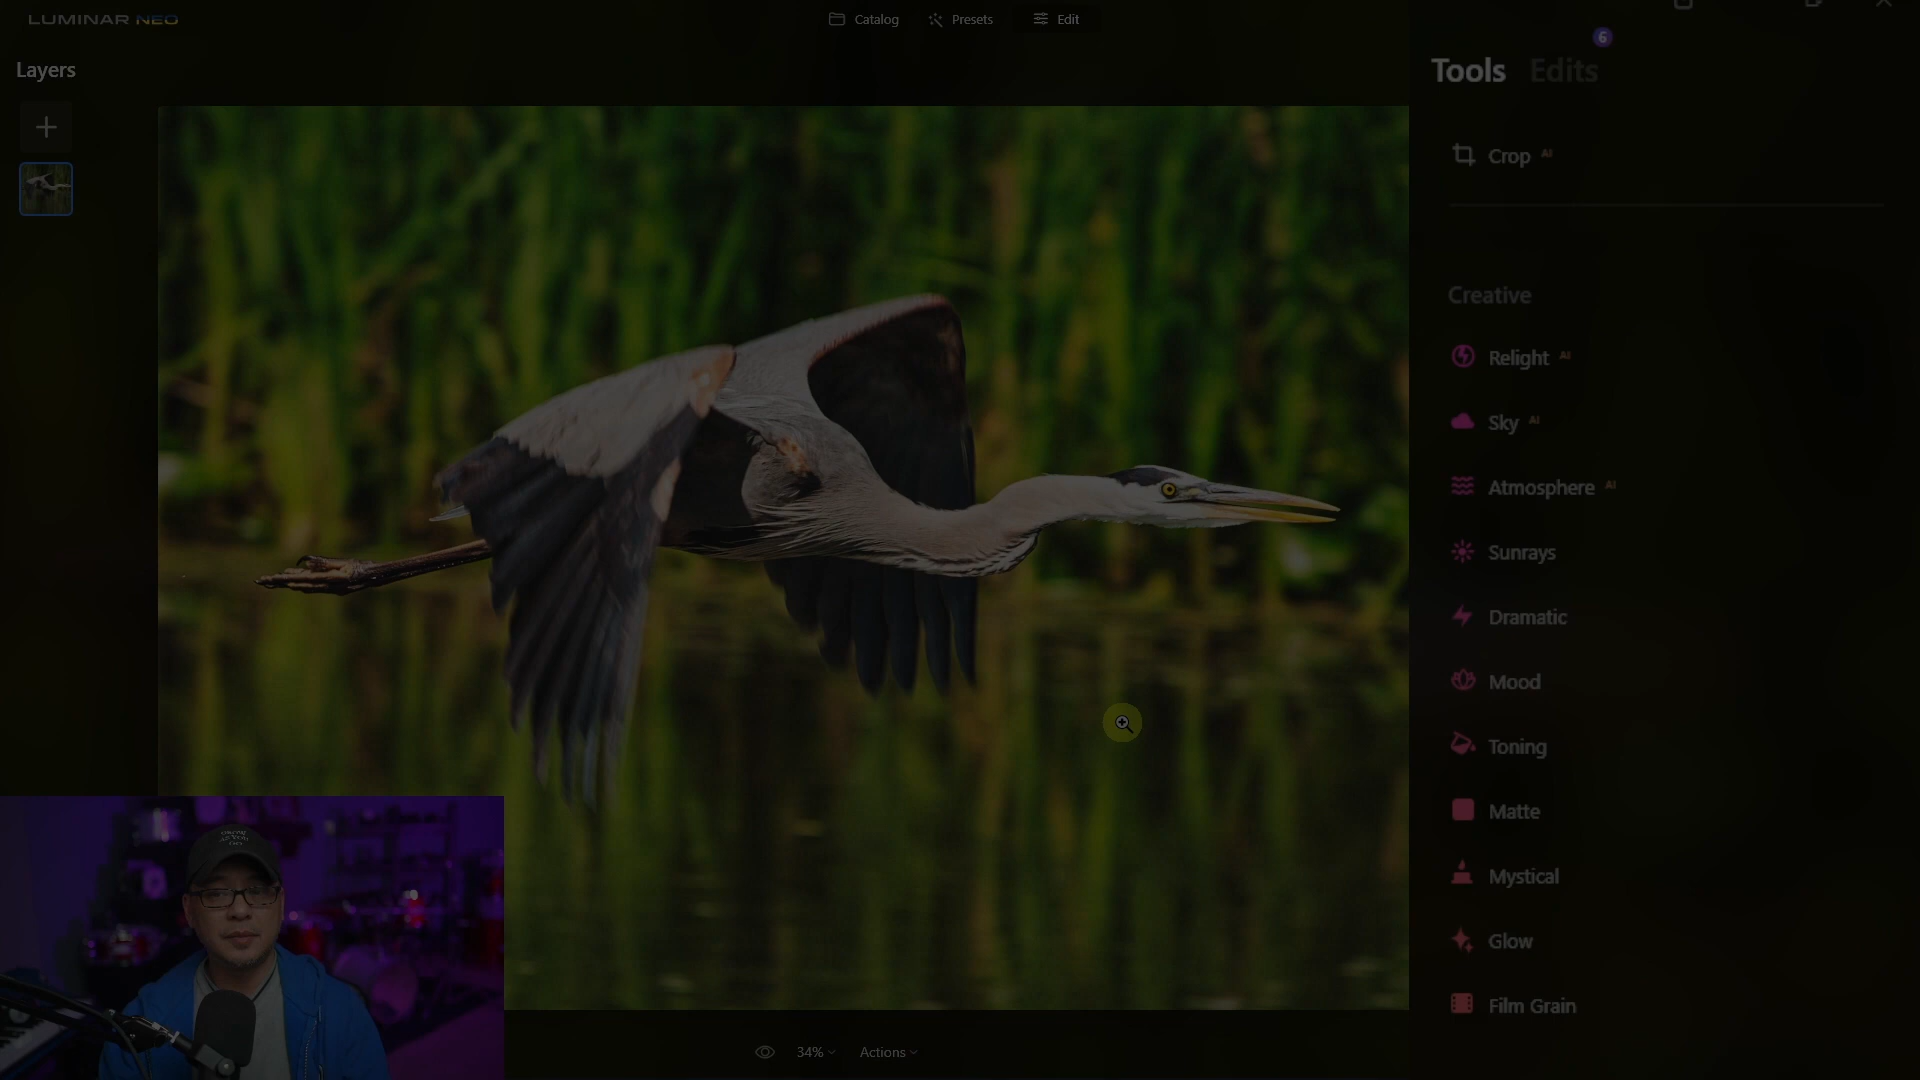 LUMINAR NEO
Catalog
Presets
Edit
Layers
6
Tools
Edits
Crop AI
Creative
Relight AI
Sky AI
Atmosphere AI
Sunrays
Dramatic
Mood
Toning
Matte
Mystical
Glow
Film Grain
34%
Actions